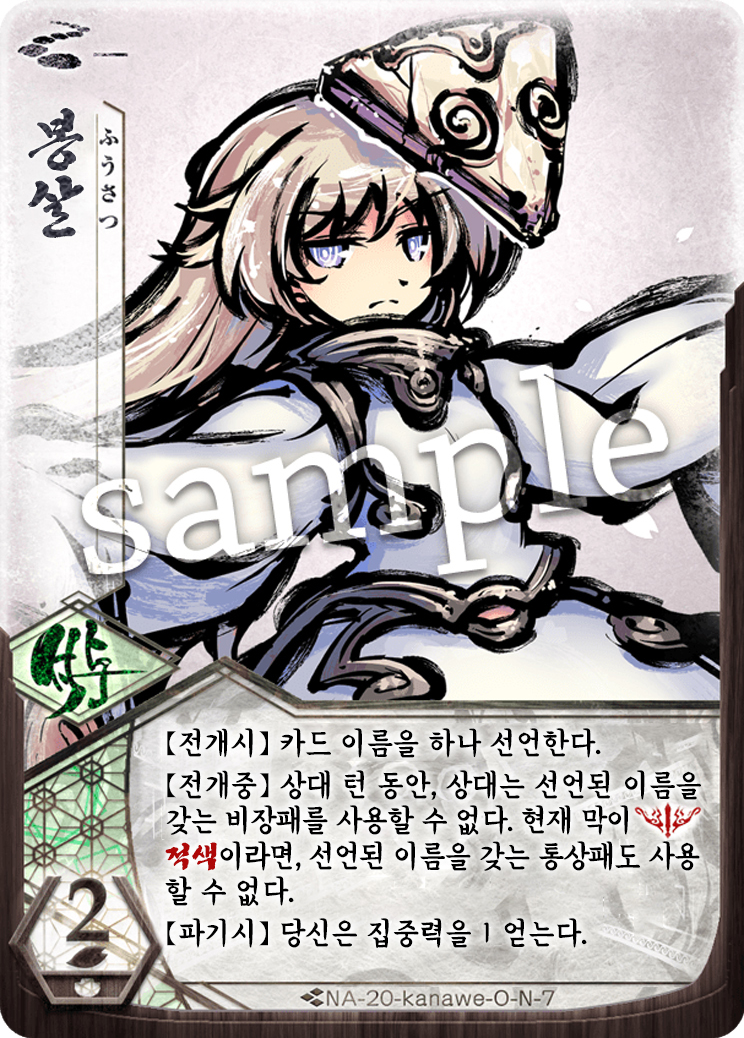 봉살
ふうさつ
sample
부여
【전개시】 카드 이름을 하나 선언한다.
【전개중】 상대 턴 동안, 상대는 선언된 이름을
갖는 비장패를 사용할 수 없다. 현재 막이
적색이라면, 선언된 이름을 갖는 통상패도 사용
할 수 없다.
【파기시】 당신은 집중력을 1 얻는다.
2
NA-20-kanawe-O-N-7